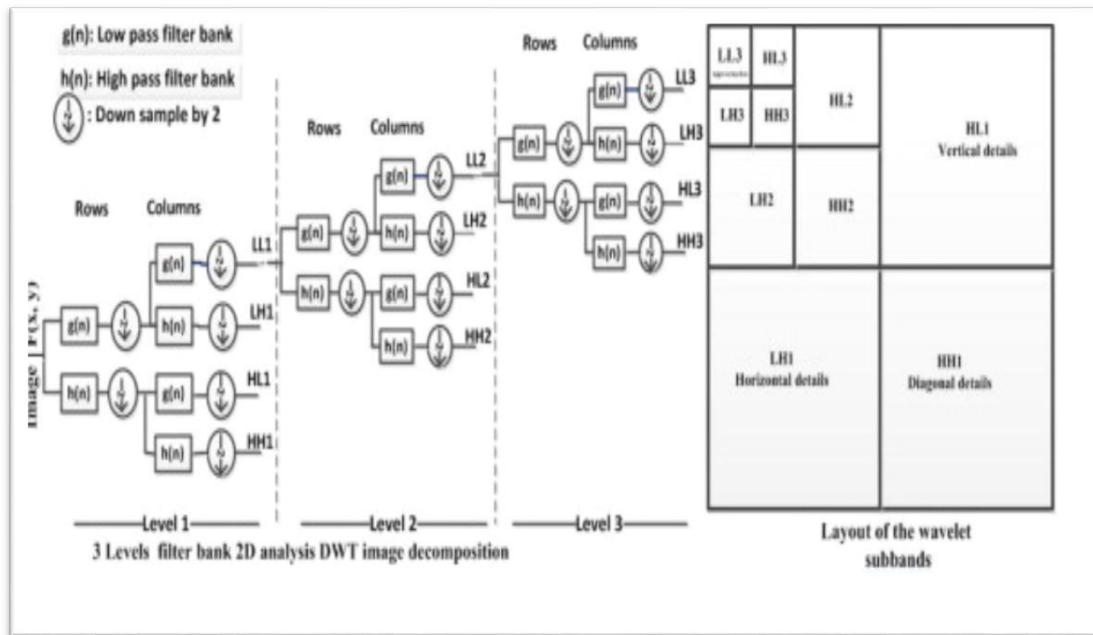 g(n): Low pass filter bank
h(n): High pass filter bank
: Down sample by 2
Image F(x, y)
Rows
Columns
g(n)
h(n)
g(n)
h(n)
g(n)
h(n)
LL1
LH1
HL1
HH1
Level 1
Rows
Columns
g(n)
h(n)
g(n)
h(n)
g(n)
h(n)
LL2
LH2
HL2
HH2
Level 2
Rows
Columns
g(n)
h(n)
g(n)
h(n)
g(n)
h(n)
LL3
LH3
HL3
HH3
Level 3
3 Levels filter bank 2D analysis DWT image decomposition
LL3
HL3
LH3
HH3
HL2
LH2
HH2
HL1
Vertical details
LH1
Horizontal details
HH1
Diagonal details
Layout of the wavelet
subbands